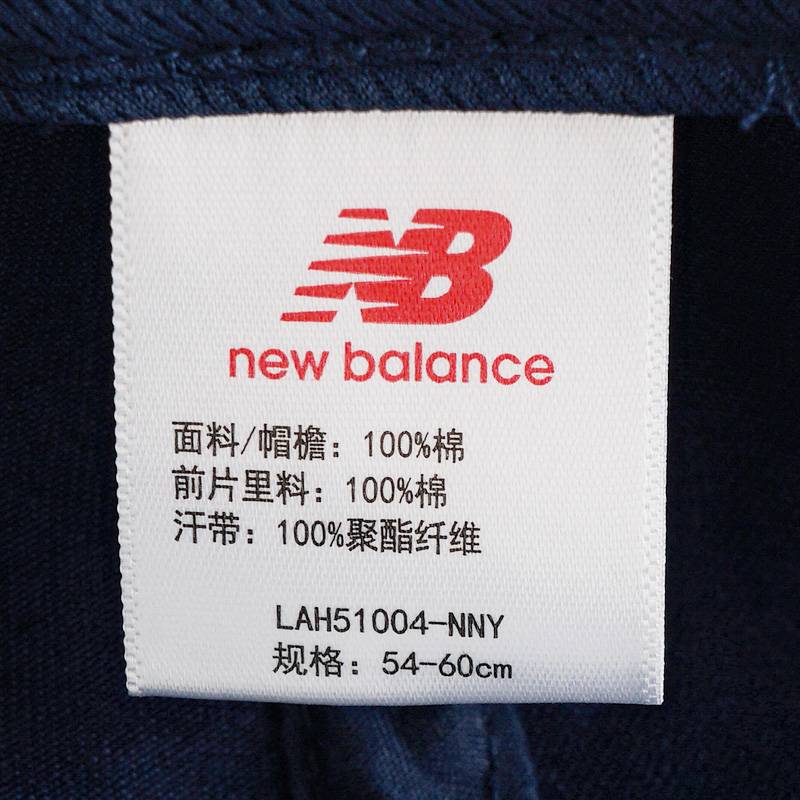 NB
new balance
面料/帽檐：100%棉
前片里料：100%棉
汗带：100%聚酯纤维
LAH51004-NNY
规格：54-60cm